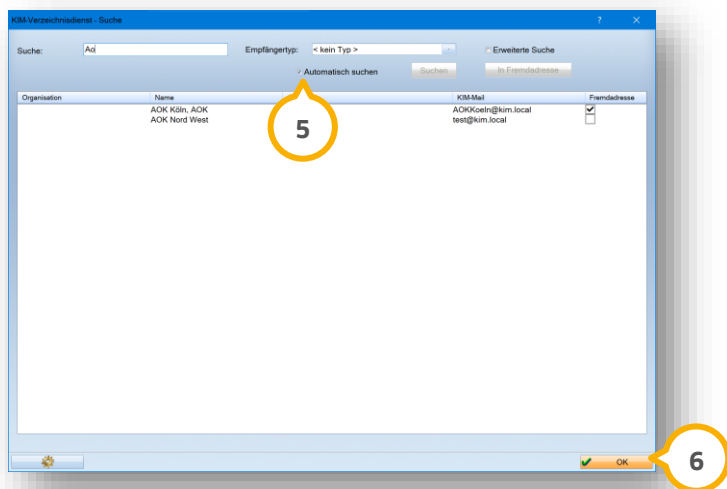 KIM-Verzeichnisdienst - Suche ? ×
Suche: Ao Empfängertyp: < kein Typ > Erweiterte Suche
Automatisch suchen Suchen In Fremdadresse
Organisation Name KIM-Mail Fremdadresse
AOK Köln, AOK AOKKoeln@kim.local
AOK Nord West test@kim.local
5
OK
6